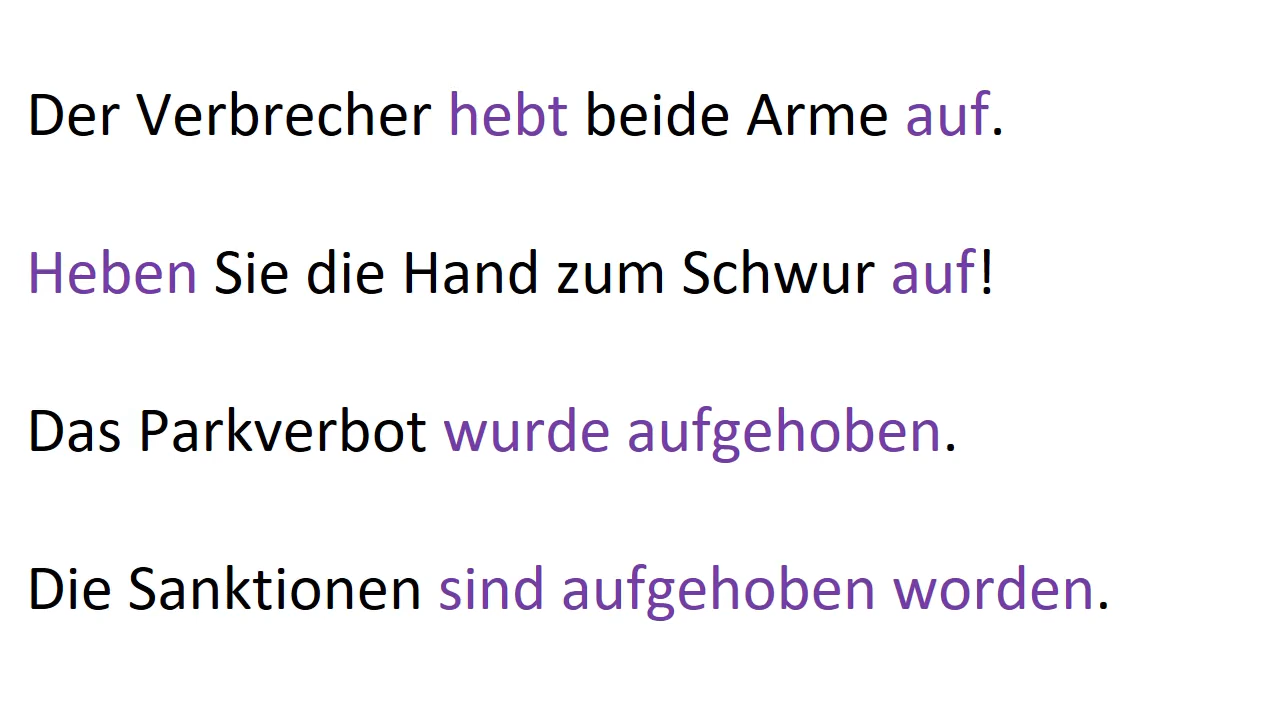 Der Verbrecher hebt beide Arme auf.
Heben Sie die Hand zum Schwur auf!
Das Parkverbot wurde aufgehoben.
Die Sanktionen sind aufgehoben worden.